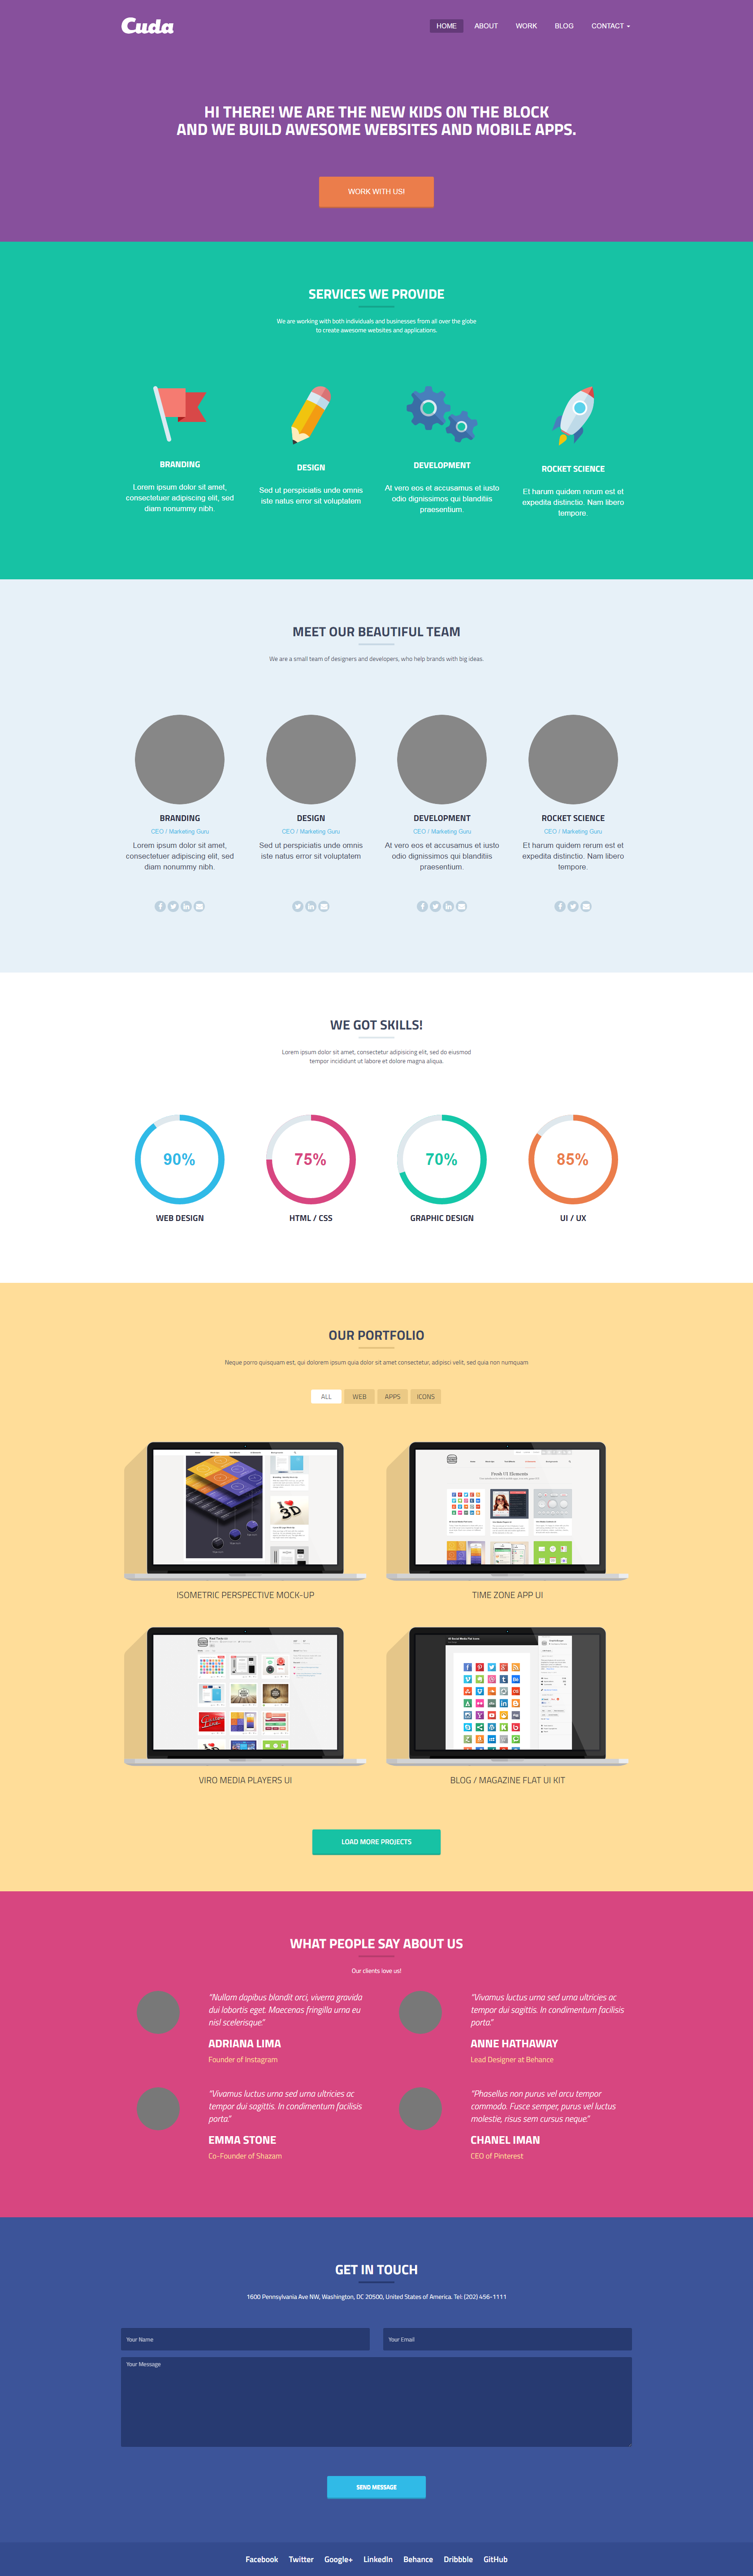 Cuda
HOME ABOUT WORK BLOG CONTACT
HI THERE! WE ARE THE NEW KIDS ON THE BLOCK
AND WE BUILD AWESOME WEBSITES AND MOBILE APPS.
WORK WITH US!
SERVICES WE PROVIDE
We are working with both individuals and businesses from all over the globe
to create awesome websites and applications.
BRANDING
Lorem ipsum dolor sit amet,
consectetuer adipiscing elit, sed
diam nonummy nibh.
DESIGN
Sed ut perspiciatis unde omnis
iste natus error sit voluptatem
DEVELOPMENT
At vero eos et accusamus et iusto
odio dignissimos qui blanditiis
praesentium.
ROCKET SCIENCE
Et harum quidem rerum est et
expedita distinctio. Nam libero
tempore
MEET OUR BEAUTIFUL TEAM
We are a small team of designers and developers, who help brands with big ideas.
BRANDING
CEO / Marketing Guru
Lorem ipsum dolor sit amet,
consectetuer adipiscing elit, sed
diam nonummy nibh.
DESIGN
CEO / Marketing Guru
Sed ut perspiciatis unde omnis
iste natus error sit voluptatem
DEVELOPMENT
CEO / Marketing Guru
At vero eos et accusamus et iusto
odio dignissimos qui blanditiis
praesentium.
ROCKET SCIENCE
CEO / Marketing Guru
Et harum quidem rerum est et
expedita distinctio. Nam libero
tempore.
WE GOT SKILLS!
Lorem ipsum dolor sit amet, consectetur adipisicing elit, sed do eiusmod
tempor incididunt ut labore et dolore magna aliqua.
90%
WEB DESIGN
75%
HTML / CSS
70%
GRAPHIC DESIGN
85%
UI / UX
OUR PORTFOLIO
Neque porro quisquam est, qui dolorem ipsum quia dolor sit amet consectetur, adipisci velit, sed quia non numquam
ALL WEB APPS ICONS
I 3D
ISOMETRIC PERSPECTIVE MOCK-UP
Fresh UI Elements
TIME ZONE APP UI
VIRO MEDIA PLAYERS UI
BLOG / MAGAZINE FLAT UI KIT
LOAD MORE PROJECTS
WHAT PEOPLE SAY ABOUT US
Our clients love us!
“Nullam dapibus blandit orci, viverra gravida
dui lobortis eget. Maecenas fringilla urna eu
nisl scelerisque.”
ADRIANA LIMA
Founder of Instagram
“Vivamus luctus urna sed urna ultricies ac
tempor dui sagittis. In condimentum facilisis
porta.”
ANNE HATHAWAY
Lead Designer at Behance
“Vivamus luctus urna sed urna ultricies ac
tempor dui sagittis. In condimentum facilisis
porta.”
EMMA STONE
Co-Founder of Shazam
“Phasellus non purus vel arcu tempor
commodo. Fusce semper, purus vel luctus
molestie, risus sem cursus neque.”
CHANEL IMAN
CEO of Pinterest
GET IN TOUCH
1600 Pennsylvania Ave NW, Washington, DC 20500, United States of America. Tel: (202) 456-1111
Your Name
Your Email
Your Message
SEND MESSAGE
Facebook Twitter Google+ LinkedIn Behance Dribbble GitHub